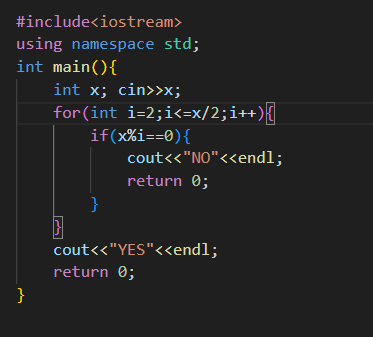 #include<iostream>
using namespace std;
int main(){
    int x; cin>>x;
    for(int i=2;i<=x/2;i++){
        if(x%i==0){
            cout<<"NO"<<endl;
            return 0;
        }
    }
    cout<<"YES"<<endl;
    return 0;
}